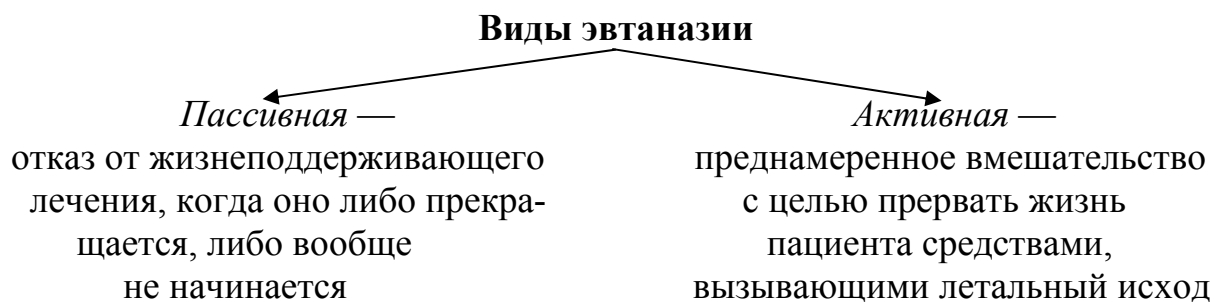 Виды эвтаназии
Пассивная —
отказ от жизнеподдерживающего
лечения, когда оно либо прекра-
щается, либо вообще
не начинается
Активная —
преднамеренное вмешательство
с целью прервать жизнь
пациента средствами,
вызывающими летальный исход